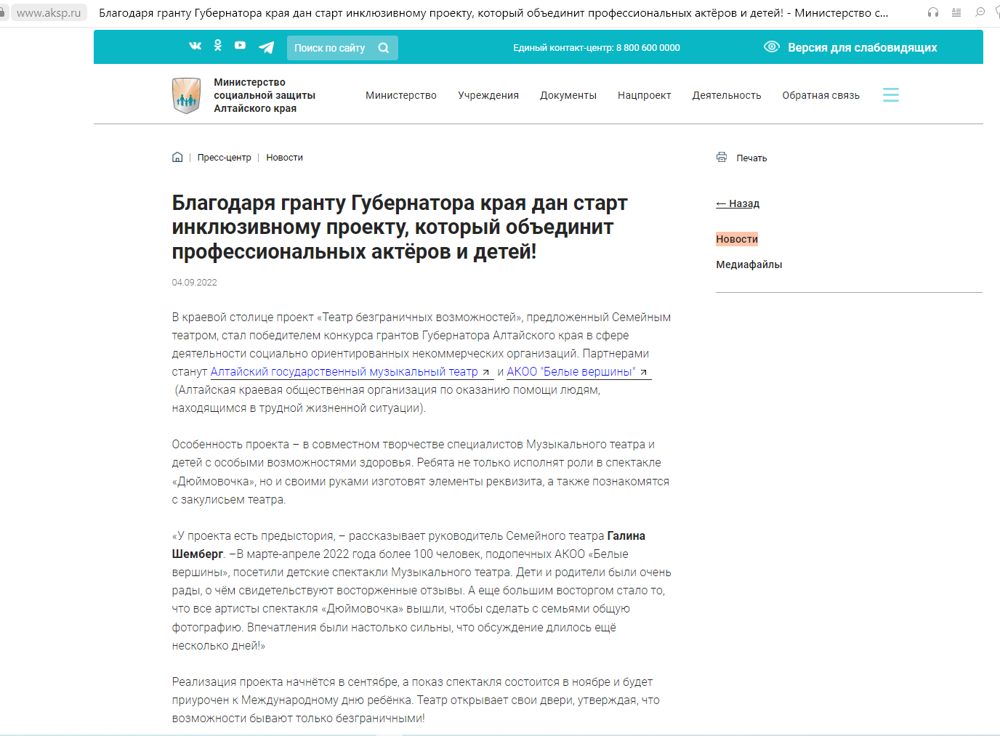 www.aksp.ru Благодаря гранту Губернатора края дан старт инклюзивному проекту, который объединит профессиональных актёров и детей! - Министерство с...
Поиск по сайту
Единый контакт-центр: 8 800 600 0000
Версия для слабовидящих
Министерство
социальной защиты
Алтайского края
Министерство Учреждения Документы Нацпроект Деятельность Обратная связь
Пресс-центр | Новости
Печать
Благодаря гранту Губернатора края дан старт
инклюзивному проекту, который объединит
профессиональных актёров и детей!
← Назад
Новости
Медиафайлы
04.09.2022
В краевой столице проект «Театр безграничных возможностей», предложенный Семейным
театром, стал победителем конкурса грантов Губернатора Алтайского края в сфере
деятельности социально ориентированных некоммерческих организаций. Партнерами
станут Алтайский государственный музыкальный театр и АКОО "Белые вершины"
(Алтайская краевая общественная организация по оказанию помощи людям,
находящимся в трудной жизненной ситуации).
Особенность проекта – в совместном творчестве специалистов Музыкального театра и
детей с особыми возможностями здоровья. Ребята не только исполнят роли в спектакле
«Дюймовочка», но и своими руками изготовят элементы реквизита, а также познакомятся
с закулисьем театра.
«У проекта есть предыстория, – рассказывает руководитель Семейного театра Галина
Шемберг. –В марте-апреле 2022 года более 100 человек, подопечных АКОО «Белые
вершины», посетили детские спектакли Музыкального театра. Дети и родители были очень
рады, о чём свидетельствуют восторженные отзывы. А еще большим восторгом стало то,
что все артисты спектакля «Дюймовочка» вышли, чтобы сделать с семьями общую
фотографию. Впечатления были настолько сильны, что обсуждение длилось ещё
несколько дней!»
Реализация проекта начнётся в сентябре, а показ спектакля состоится в ноябре и будет
приурочен к Международному дню ребёнка. Театр открывает свои двери, утверждая, что
возможности бывают только безграничными!